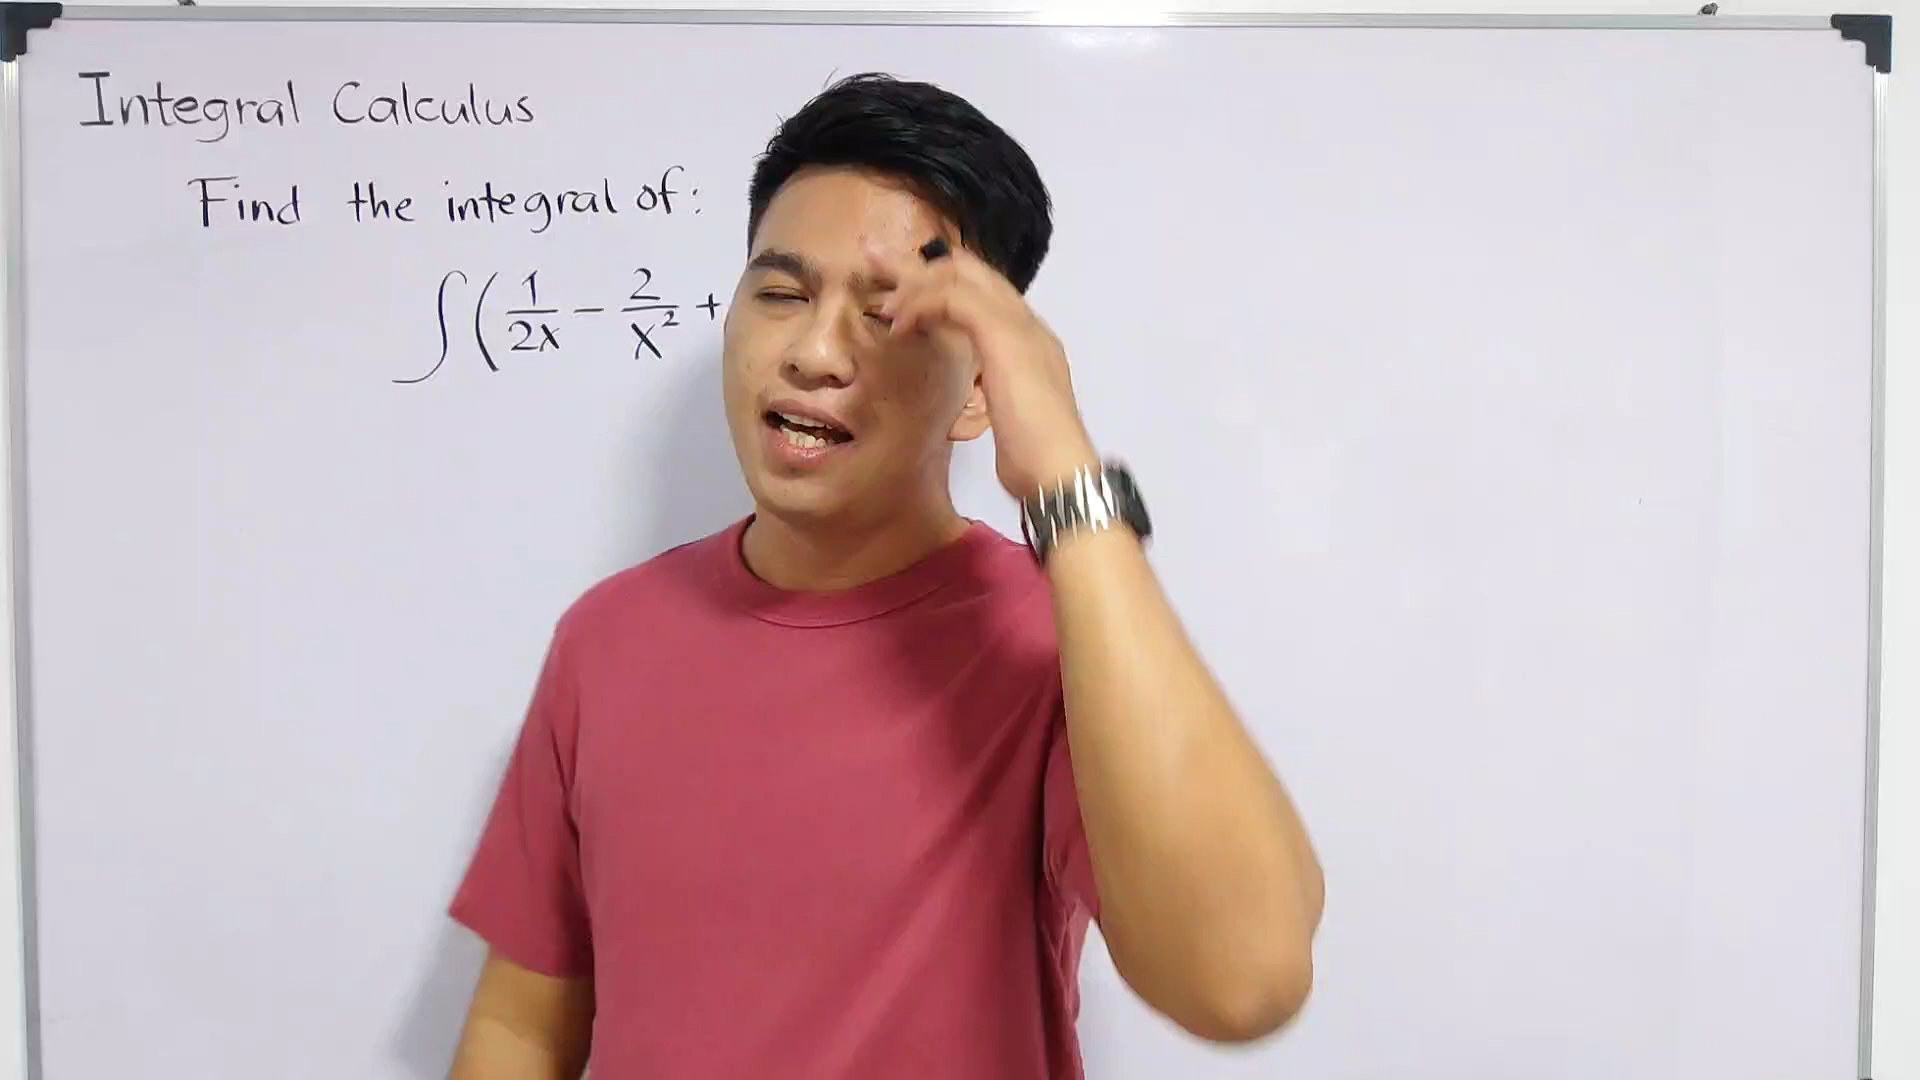 Integral Calculus
Find the integral of:
∫(1/2x - 2/x² +